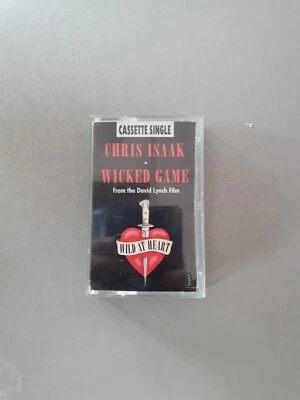 CASSETTE SINGLE
CHRIS ISAAK
•
WICKED GAME
From the David Lynch Film
WILD AT HEART